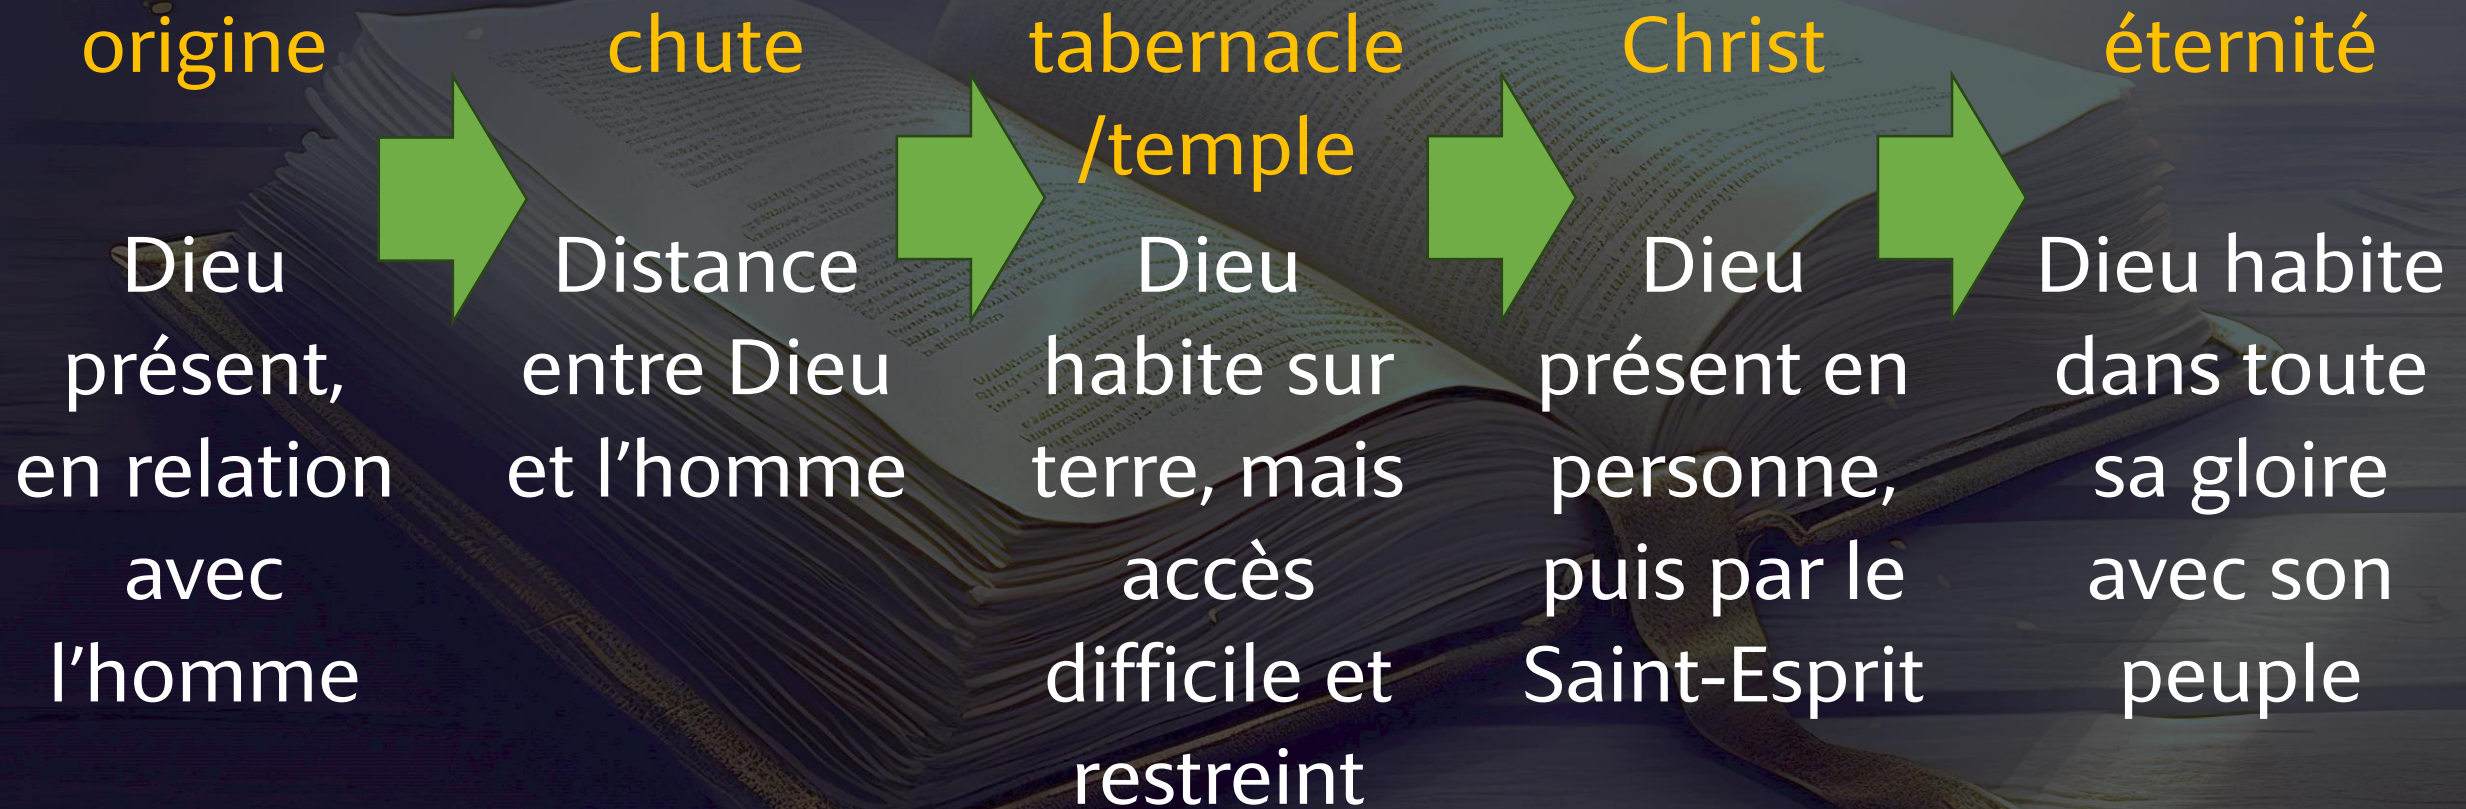 origine
Dieu
présent,
en relation
avec
l’homme
chute
Distance
entre Dieu
et l’homme
tabernacle
/temple
Dieu
habite sur
terre, mais
accès
difficile et
restreint
Christ
Dieu
présent en
personne,
puis par le
Saint-Esprit
éternité
Dieu habite
dans toute
sa gloire
avec son
peuple